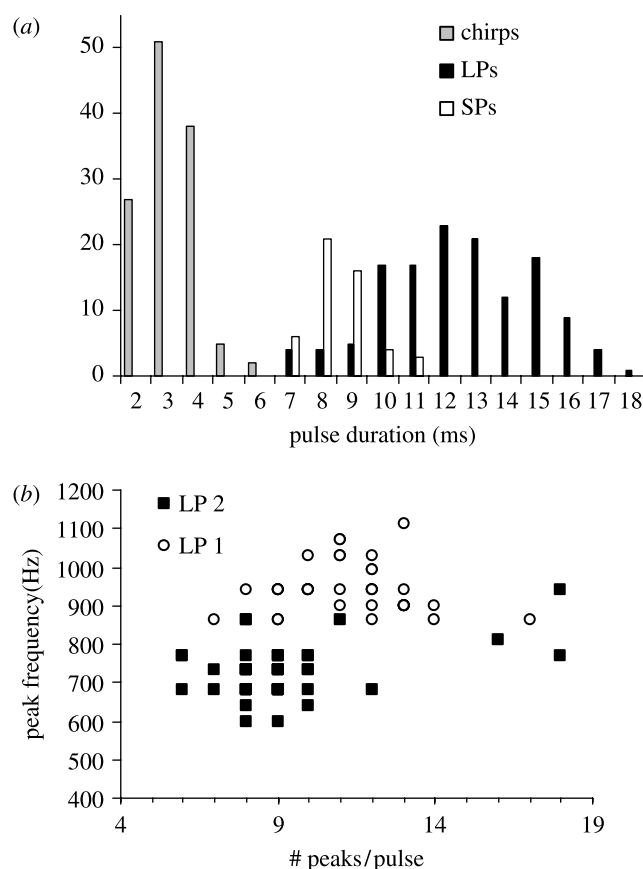 (a)
50
40
30
20
10
0
chirps
LPs
SPs
2 3 4 5 6 7 8 9 10 11 12 13 14 15 16 17 18
pulse duration (ms)
(b)
1200
1100
1000
900
800
700
600
500
400
LP 2
LP 1
peak frequency(Hz)
4 9 14 19
# peaks/pulse